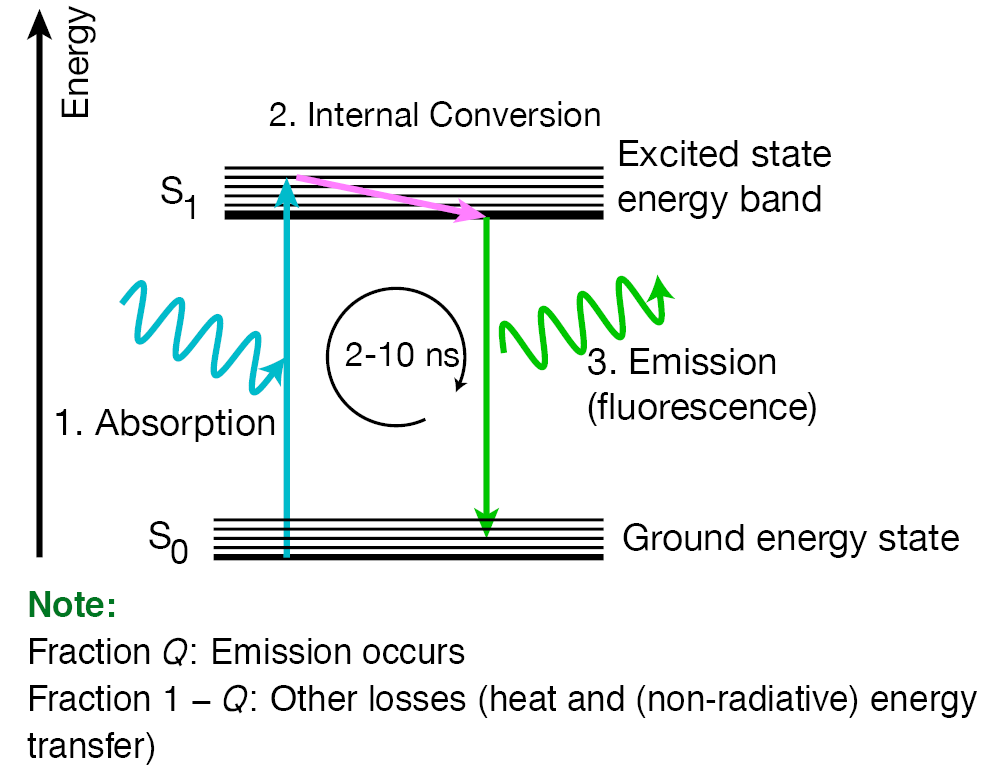 Energy
2. Internal Conversion
Excited state
energy band
S₁
2-10 ns
3. Emission
(fluorescence)
1. Absorption
S₀
Ground energy state
Note:
Fraction Q: Emission occurs
Fraction 1 – Q: Other losses (heat and (non-radiative) energy
transfer)